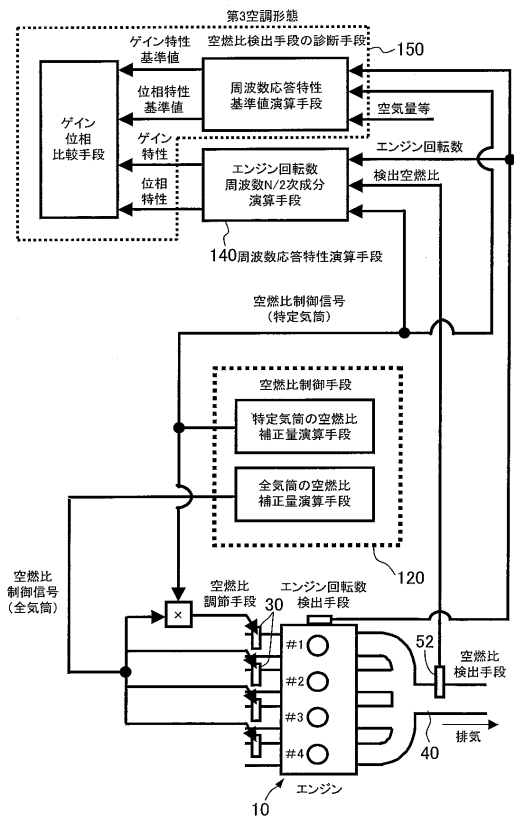 第3空調形態
空燃比検出手段の診断手段
150
ゲイン特性
基準値
位相特性
基準値
周波数応答特性
基準値演算手段
空気量等
ゲイン
位相
比較手段
ゲイン
特性
位相
特性
エンジン回転数
周波数N/2次成分
演算手段
エンジン回転数
検出空燃比
140周波数応答特性演算手段
空燃比制御信号
(特定気筒)
空燃比制御手段
特定気筒の空燃比
補正量演算手段
全気筒の空燃比
補正量演算手段
120
空燃比
制御信号
(全気筒)
×
空燃比
調節手段
30
エンジン回転数
検出手段
#1
#2
#3
#4
52
空燃比
検出手段
40
排気
エンジン
10